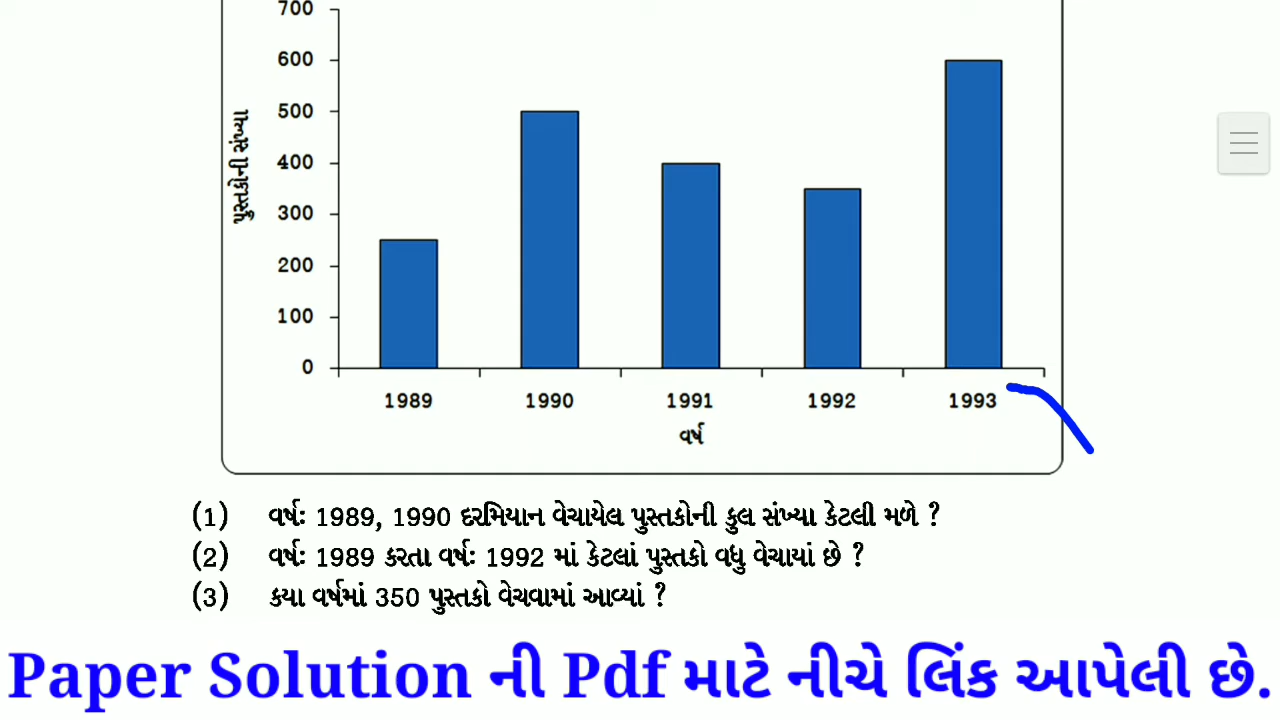 700
600
500
400
300
200
100
0
પુસ્તકોની સંખ્યા
1989 1990 1991 1992 1993
વર્ષ
(1) વર્ષઃ 1989, 1990 દરમિયાન વેચાયેલ પુસ્તકોની કુલ સંખ્યા કેટલી મળે ?
(2) વર્ષઃ 1989 કરતા વર્ષઃ 1992 માં કેટલાં પુસ્તકો વધુ વેચાયાં છે ?
(3) કયા વર્ષમાં 350 પુસ્તકો વેચવામાં આવ્યાં ?
Paper Solution ની Pdf માટે નીચે લિંક આપેલી છે.